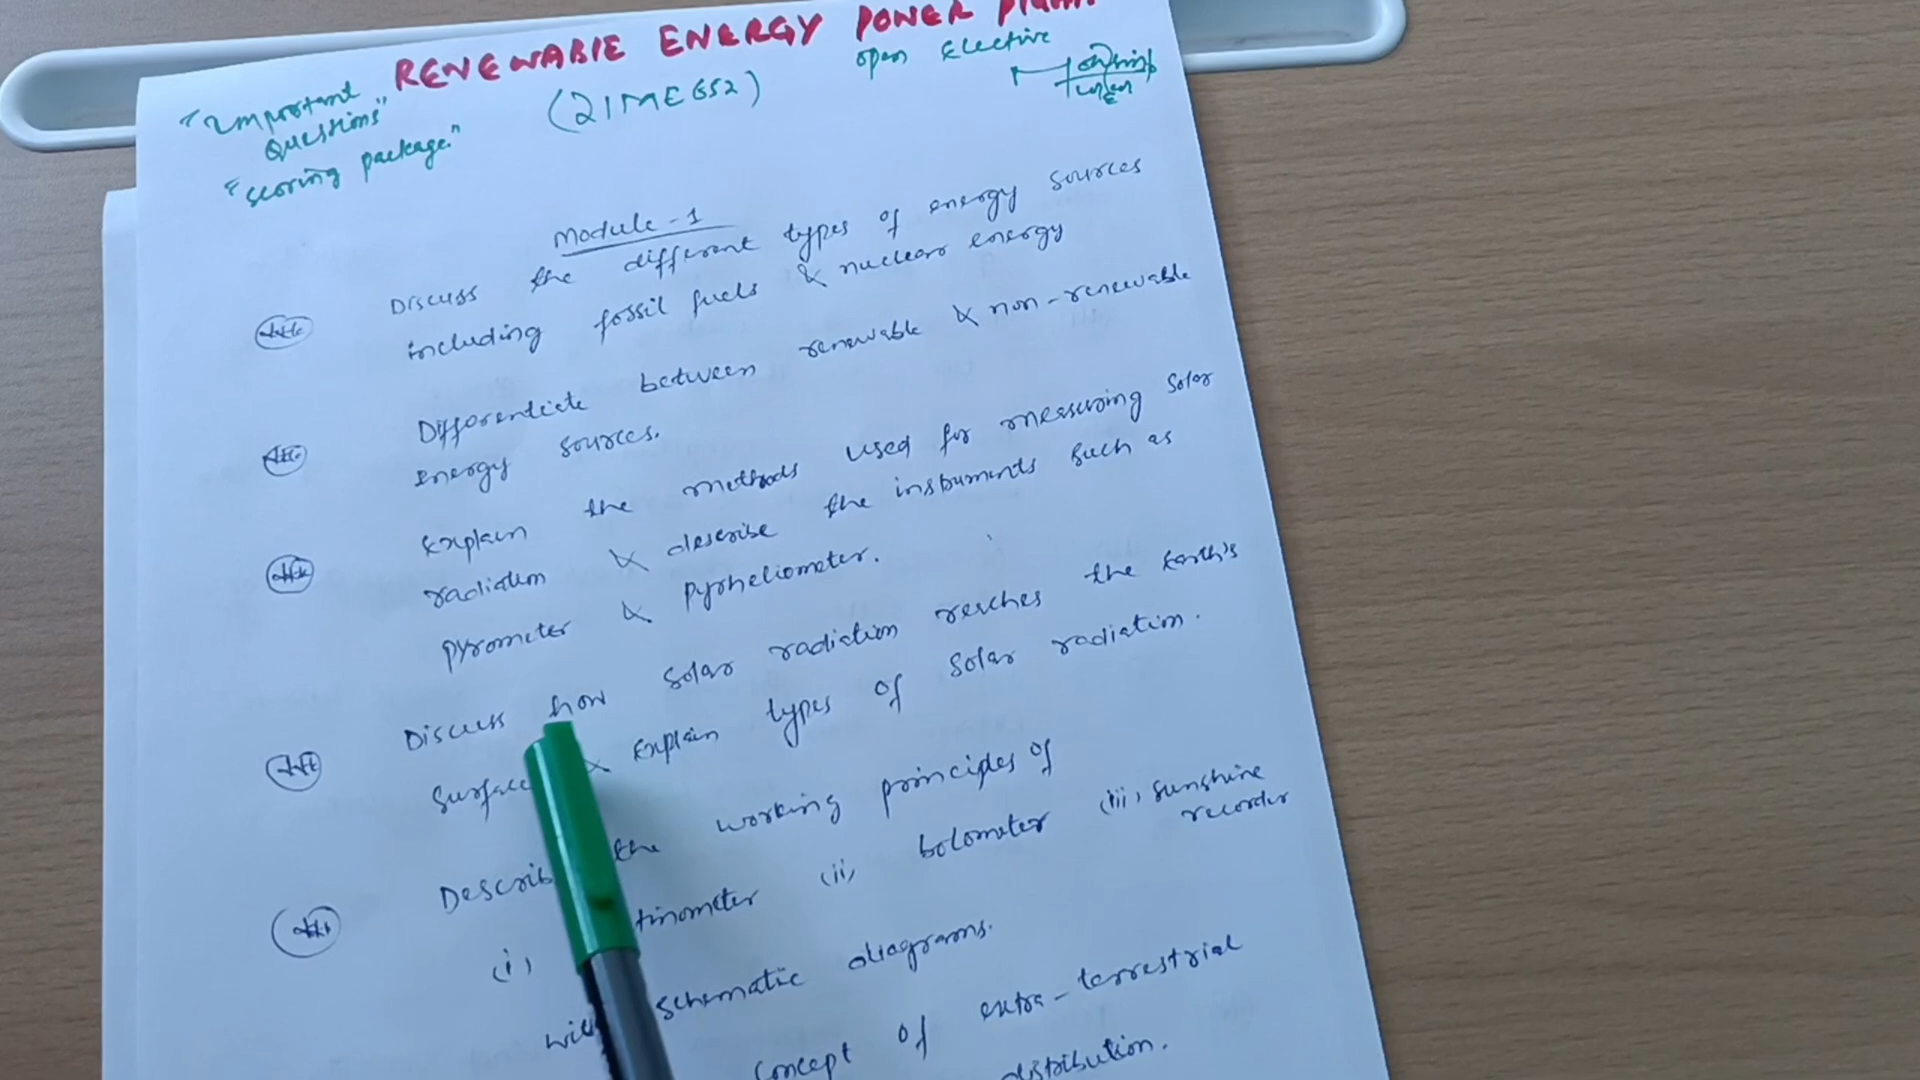 RENEWABLE ENERGY POWER Plant
"Important Questions"
"scoring package"
(21ME652)
open Elective
Module-1
Discuss the different types of energy sources
including fossil fuels & nuclear energy
Differentiate between renewable & non-renewable
energy sources.
Explain the methods used for measuring solar
radiation & describe the instruments such as
pyrometer & pyrheliometer.
Discuss how solar radiation reaches the Earth's
surface & Explain types of solar radiation.
the working principles of
(i) (ii) bolometer (iii) sunshine
recorder
schematic diagrams.
concept of extra-terrestrial
distribution.